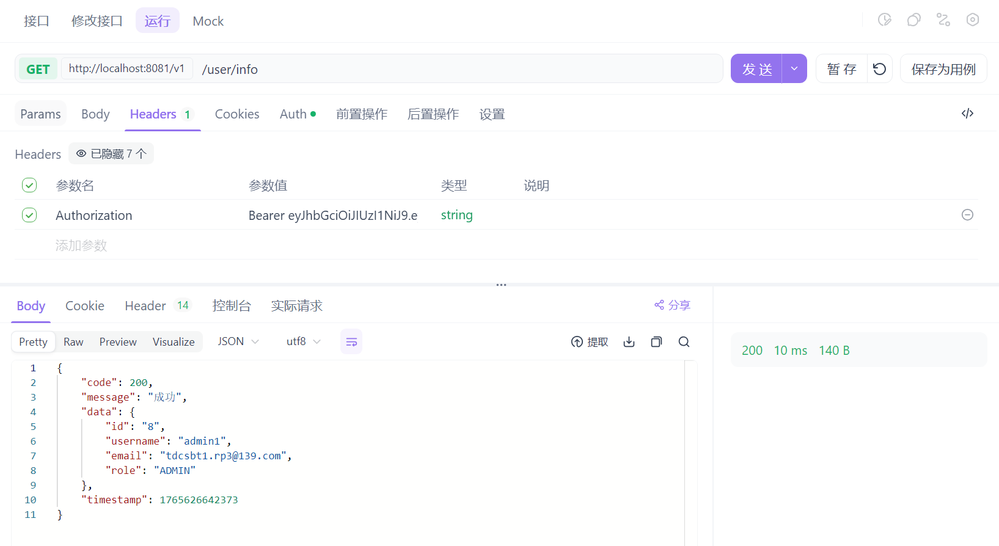 接口 修改接口 运行 Mock
GET http://localhost:8081/v1 /user/info 发 送 暂 存 保存为用例
Params Body Headers 1 Cookies Auth 前置操作 后置操作 设置
Headers 已隐藏 7 个
参数名 参数值 类型 说明
Authorization Bearer eyJhbGciOiJIUzI1NiJ9.e string
添加参数
Body Cookie Header 14 控制台 实际请求 分享
Pretty Raw Preview Visualize JSON utf8 提取
200 10 ms 140 B
1 {
2 "code": 200,
3 "message": "成功",
4 "data": {
5 "id": "8",
6 "username": "admin1",
7 "email": "tdcsbt1.rp3@139.com",
8 "role": "ADMIN"
9 },
10 "timestamp": 1765626642373
11 }